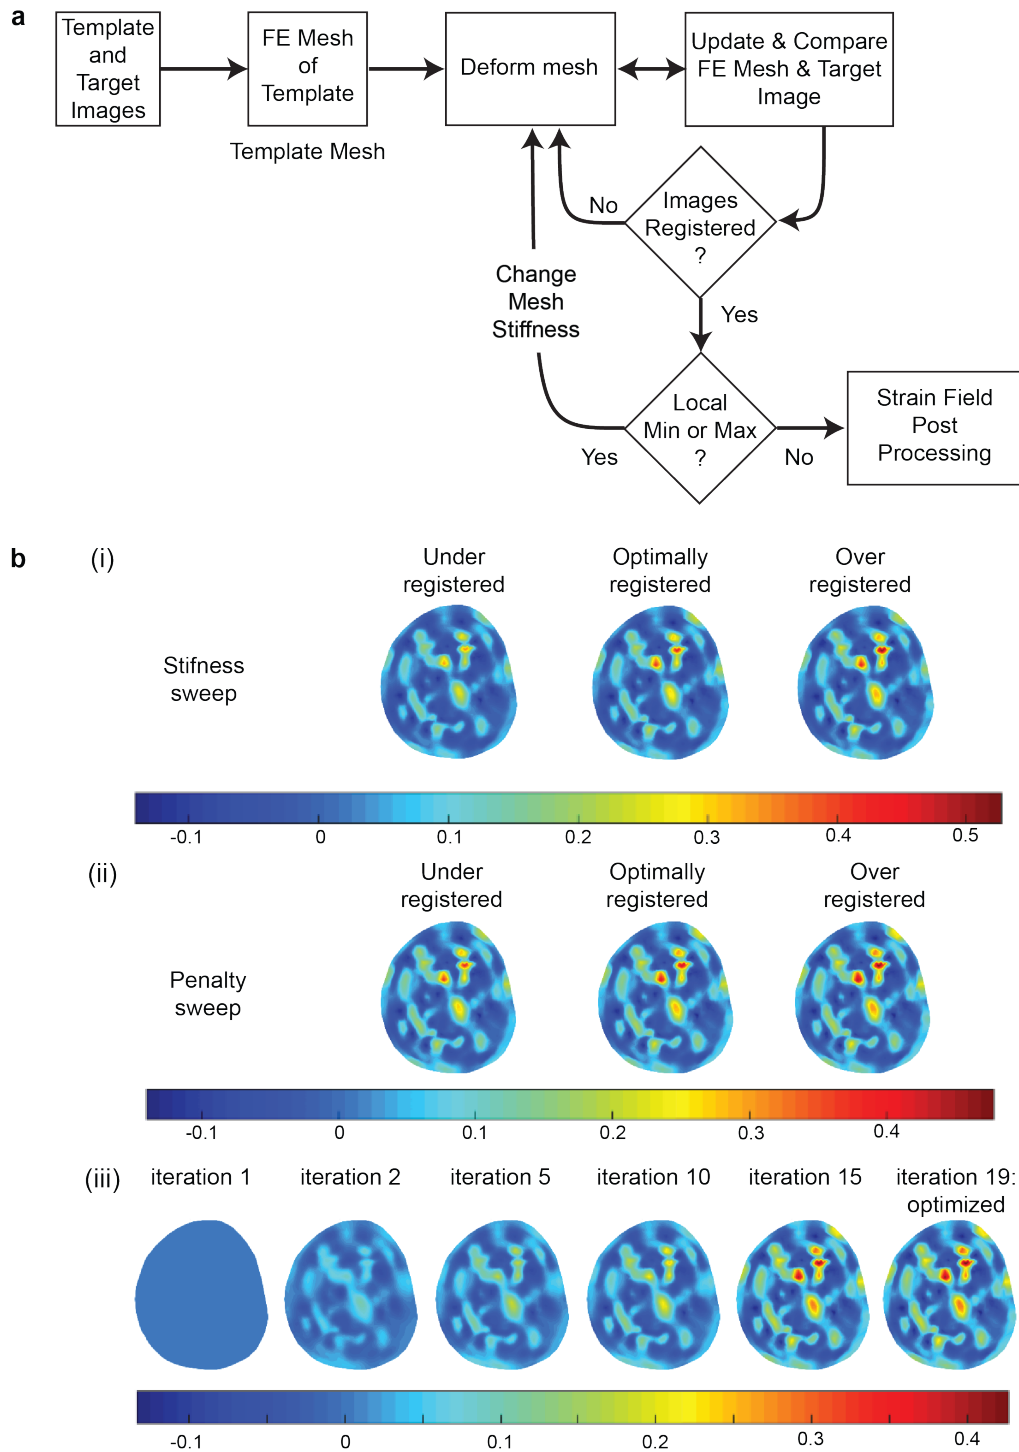 a
Template
and
Target
Images
FE Mesh
of
Template
Template Mesh
Deform mesh
Update & Compare
FE Mesh & Target
Image
No
Images
Registered
?
Change
Mesh
Stiffness
Yes
Local
Min or Max
?
Yes
No
Strain Field
Post
Processing
b
(i)
Under
registered
Optimally
registered
Over
registered
Stifness
sweep
-0.1 0 0.1 0.2 0.3 0.4 0.5
(ii)
Under
registered
Optimally
registered
Over
registered
Penalty
sweep
-0.1 0 0.1 0.2 0.3 0.4
(iii)
iteration 1
iteration 2
iteration 5
iteration 10
iteration 15
iteration 19:
optimized
-0.1 0 0.1 0.2 0.3 0.4